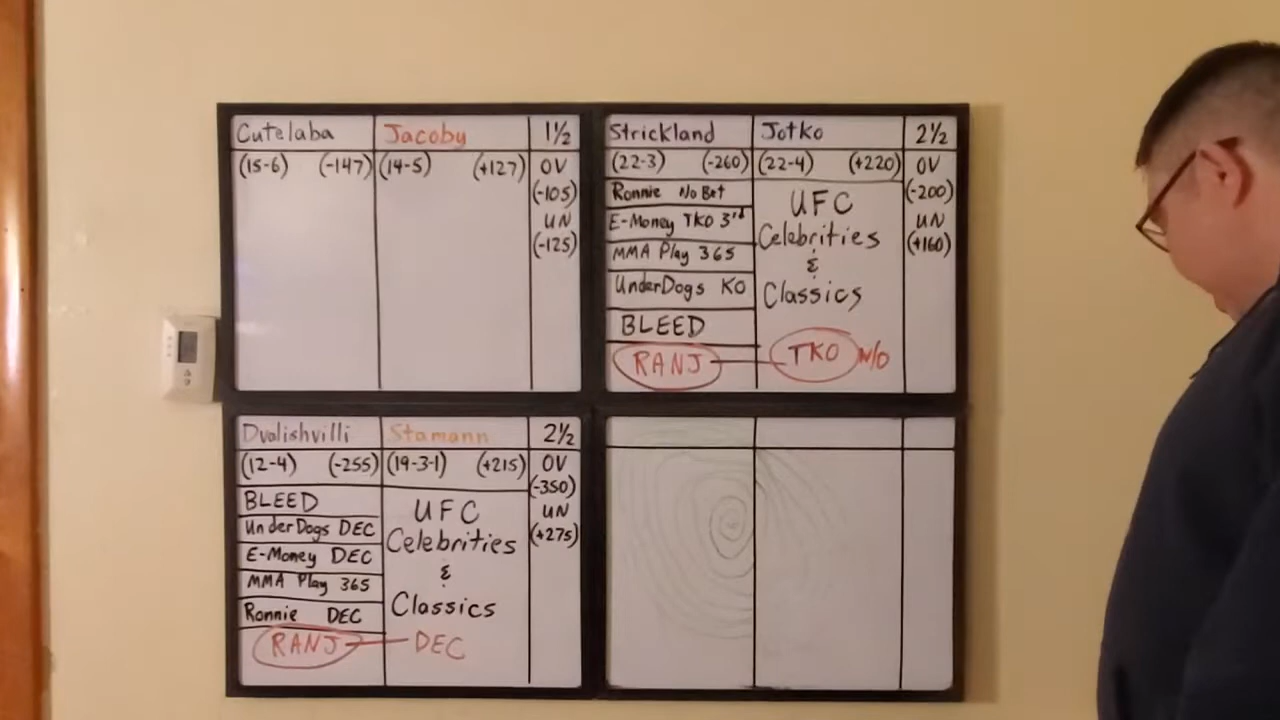 Cutelaba Jacoby 1½
(15-6) (-147) (14-5) (+127) OV
(-105)
UN
(-125)
Strickland Jotko 2½
(22-3) (-260) (22-4) (+220) OV
(-200)
UN
(+160)
Ronnie No Bet
E-Money TKO 3rd
MMA Play 365
UnderDogs KO
BLEED
RANJ
UFC
Celebrities
&
Classics
TKO W/O
Dvalishvilli Stamann 2½
(12-4) (-255) (19-3-1) (+215) OV
(-350)
UN
(+275)
BLEED
UnderDogs DEC
E-Money DEC
MMA Play 365
Ronnie DEC
RANJ
UFC
Celebrities
&
Classics
DEC